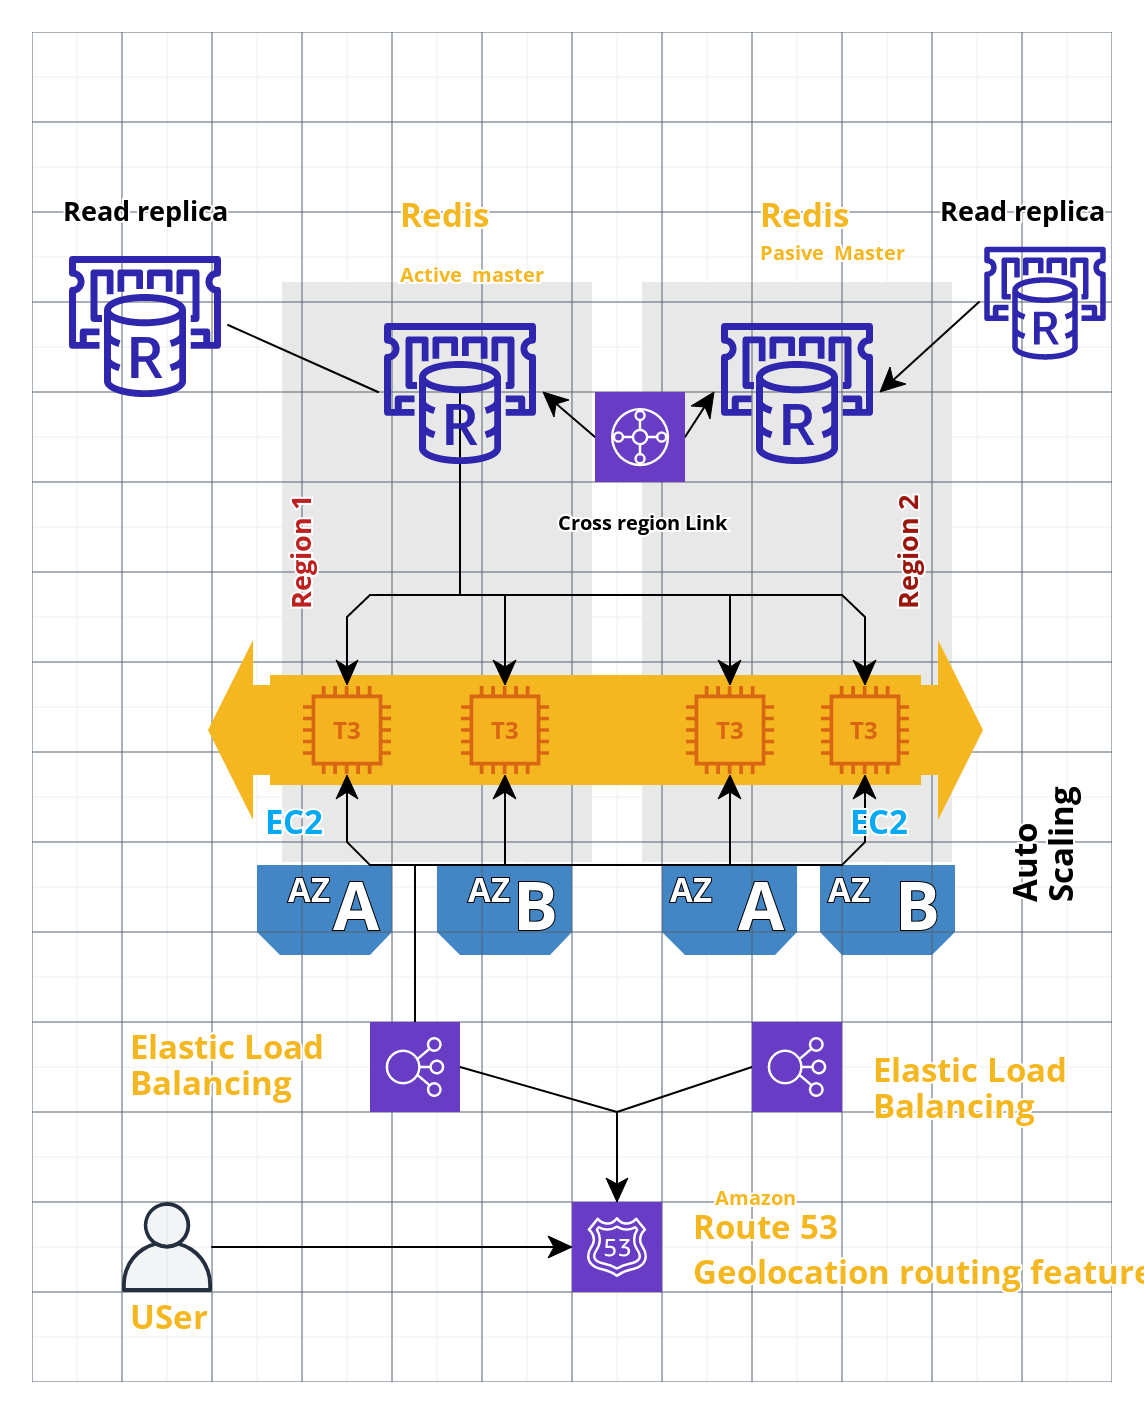 Read replica
Redis
Active master
Redis
Pasive Master
Read replica
R
R
R
R
Cross region Link
Region 1
Region 2
T3
T3
T3
T3
EC2
EC2
Auto
Scaling
AZ A
AZ B
AZ A
AZ B
Elastic Load
Balancing
Elastic Load
Balancing
Amazon
Route 53
53
Geolocation routing feature
USer